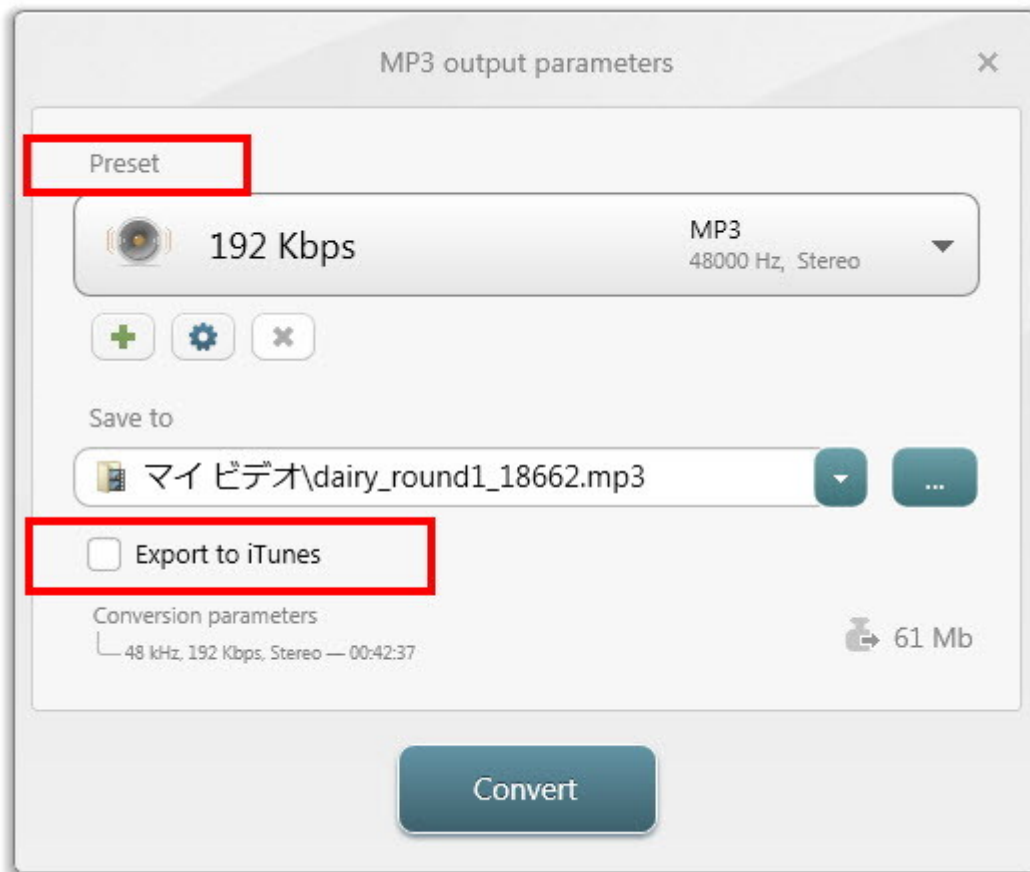 MP3 output parameters
Preset
192 Kbps
MP3
48000 Hz, Stereo
Save to
マイ ビデオ\dairy_round1_18662.mp3
...
Export to iTunes
Conversion parameters
48 kHz, 192 Kbps, Stereo — 00:42:37
61 Mb
Convert